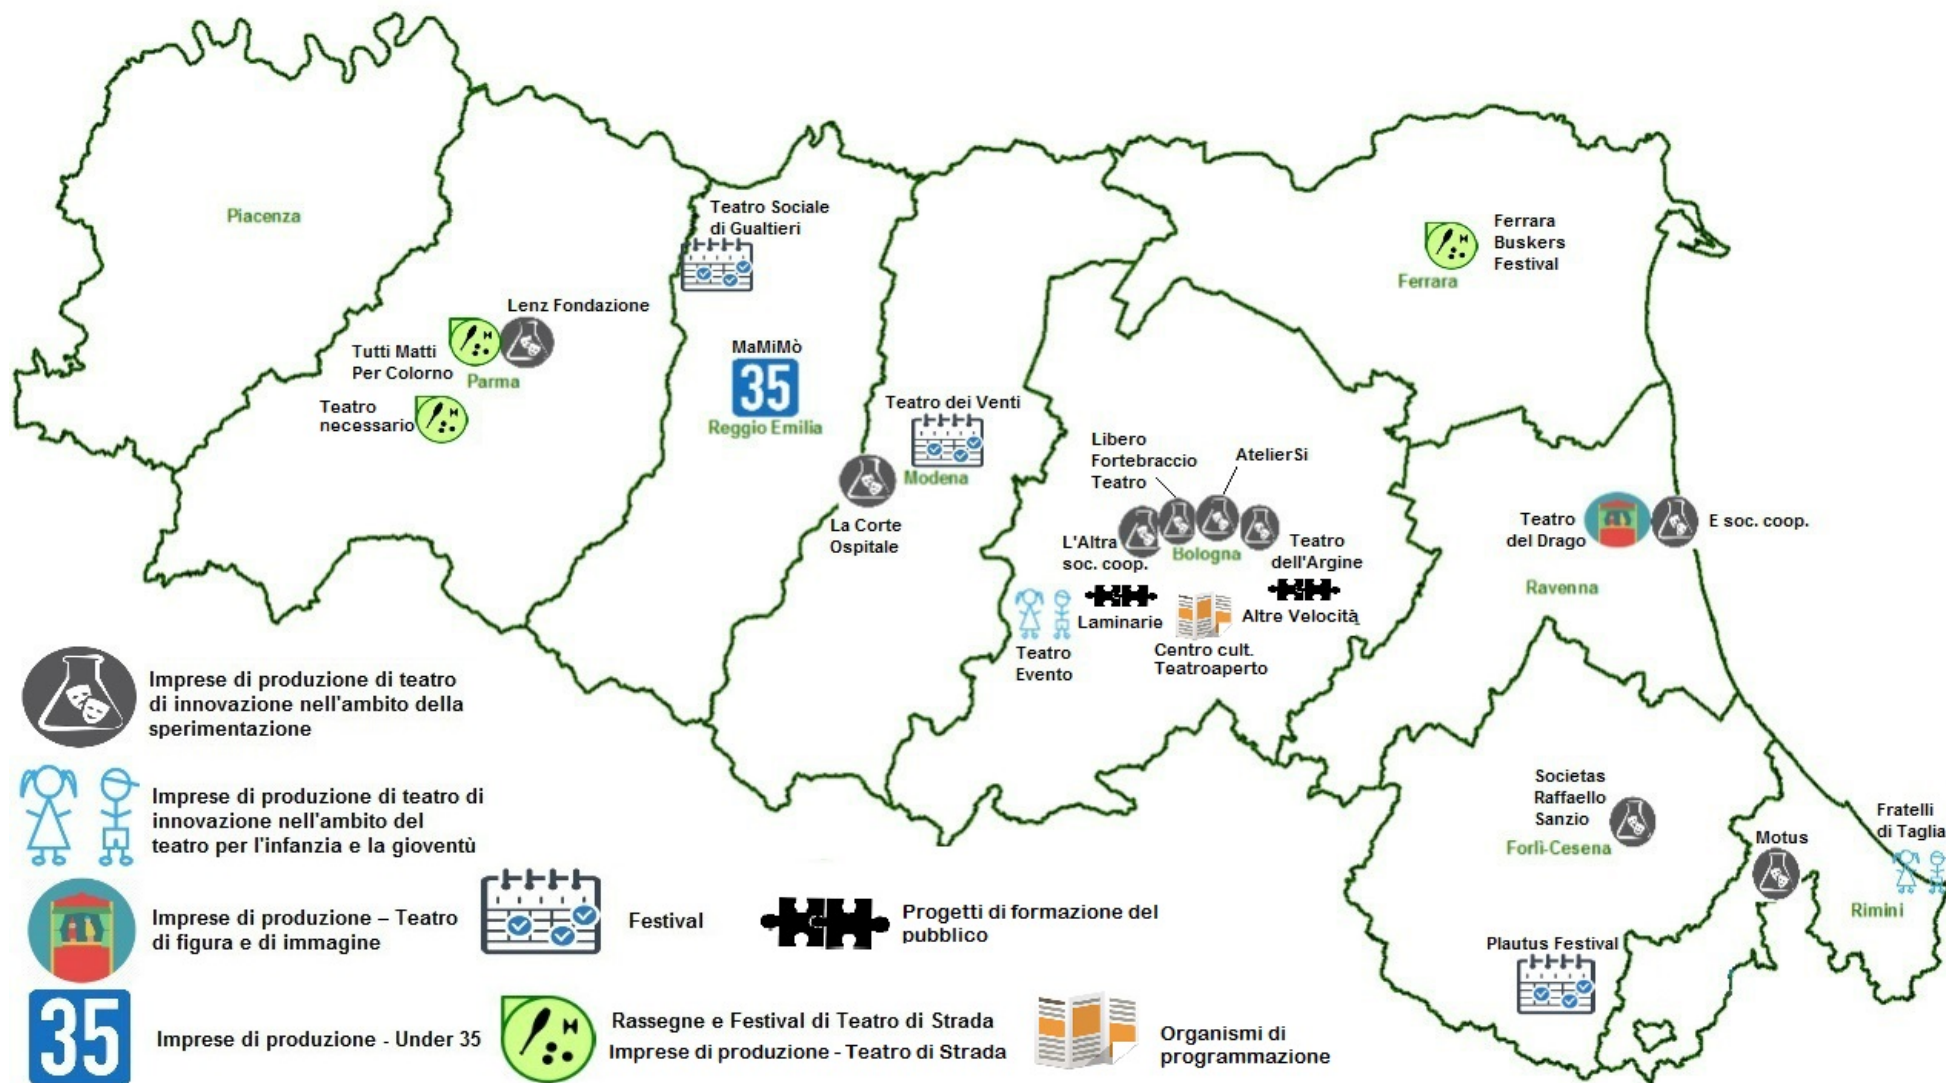 Piacenza
Teatro Sociale
di Gualtieri
Ferrara
Buskers
Festival
Ferrara
Lenz Fondazione
Tutti Matti
Per Colorno
Parma
Teatro
necessario
MaMiMò
35
Reggio Emilia
Teatro dei Venti
Modena
La Corte
Ospitale
Libero
Fortebraccio
Teatro
AtelierSi
L'Altra
soc. coop.
Bologna
Teatro
dell'Argine
Laminarie
Altre Velocità
Teatro
Evento
Centro cult.
Teatroaperto
Teatro
del Drago
E soc. coop.
Ravenna
Societas
Raffaello
Sanzio
Forlì-Cesena
Motus
Fratelli
di Taglia
Rimini
Plautus Festival
Imprese di produzione di teatro
di innovazione nell'ambito della
sperimentazione
Imprese di produzione di teatro di
innovazione nell'ambito del
teatro per l'infanzia e la gioventù
Imprese di produzione – Teatro
di figura e di immagine
35
Imprese di produzione - Under 35
Festival
Rassegne e Festival di Teatro di Strada
Imprese di produzione - Teatro di Strada
Progetti di formazione del
pubblico
Organismi di
programmazione